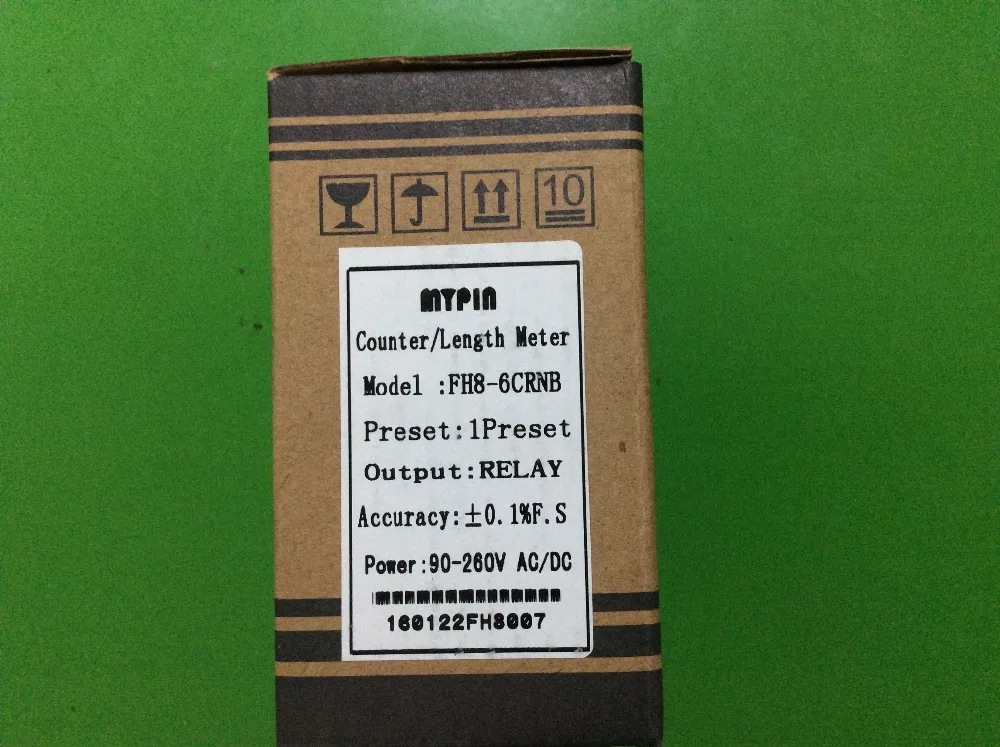 10
MYPIN
Counter/Length Meter
Model :FH8-6CRNB
Preset:1Preset
Output:RELAY
Accuracy:±0.1%F.S
Power:90-260V AC/DC
160122FH8007